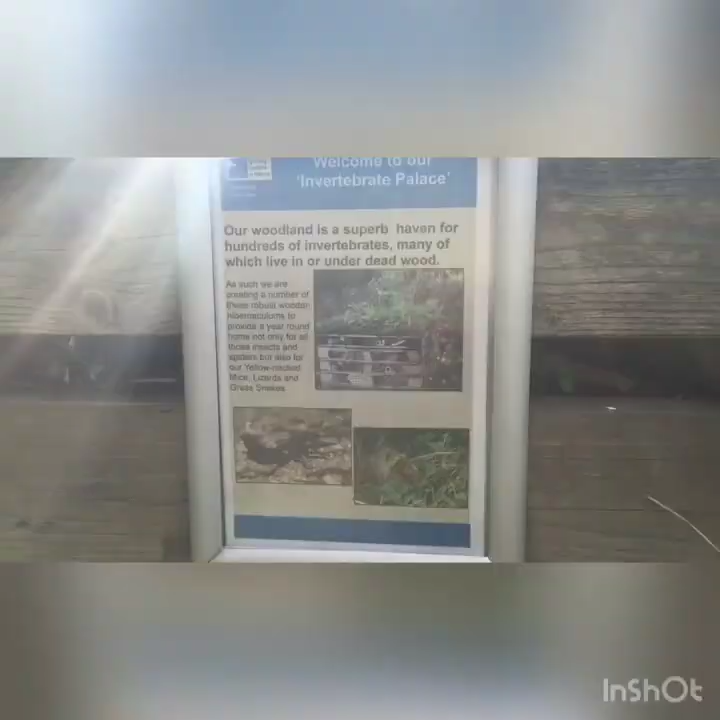 Welcome to our
'Invertebrate Palace'
Our woodland is a superb haven for
hundreds of invertebrates, many of
which live in or under dead wood.
As such we are
creating a number of
these robust wooden
hibernaculums to
provide a year round
home not only for all
those insects and
spiders but also for
our Yellow-necked
Mice, Lizards and
Grass Snakes
InShOt